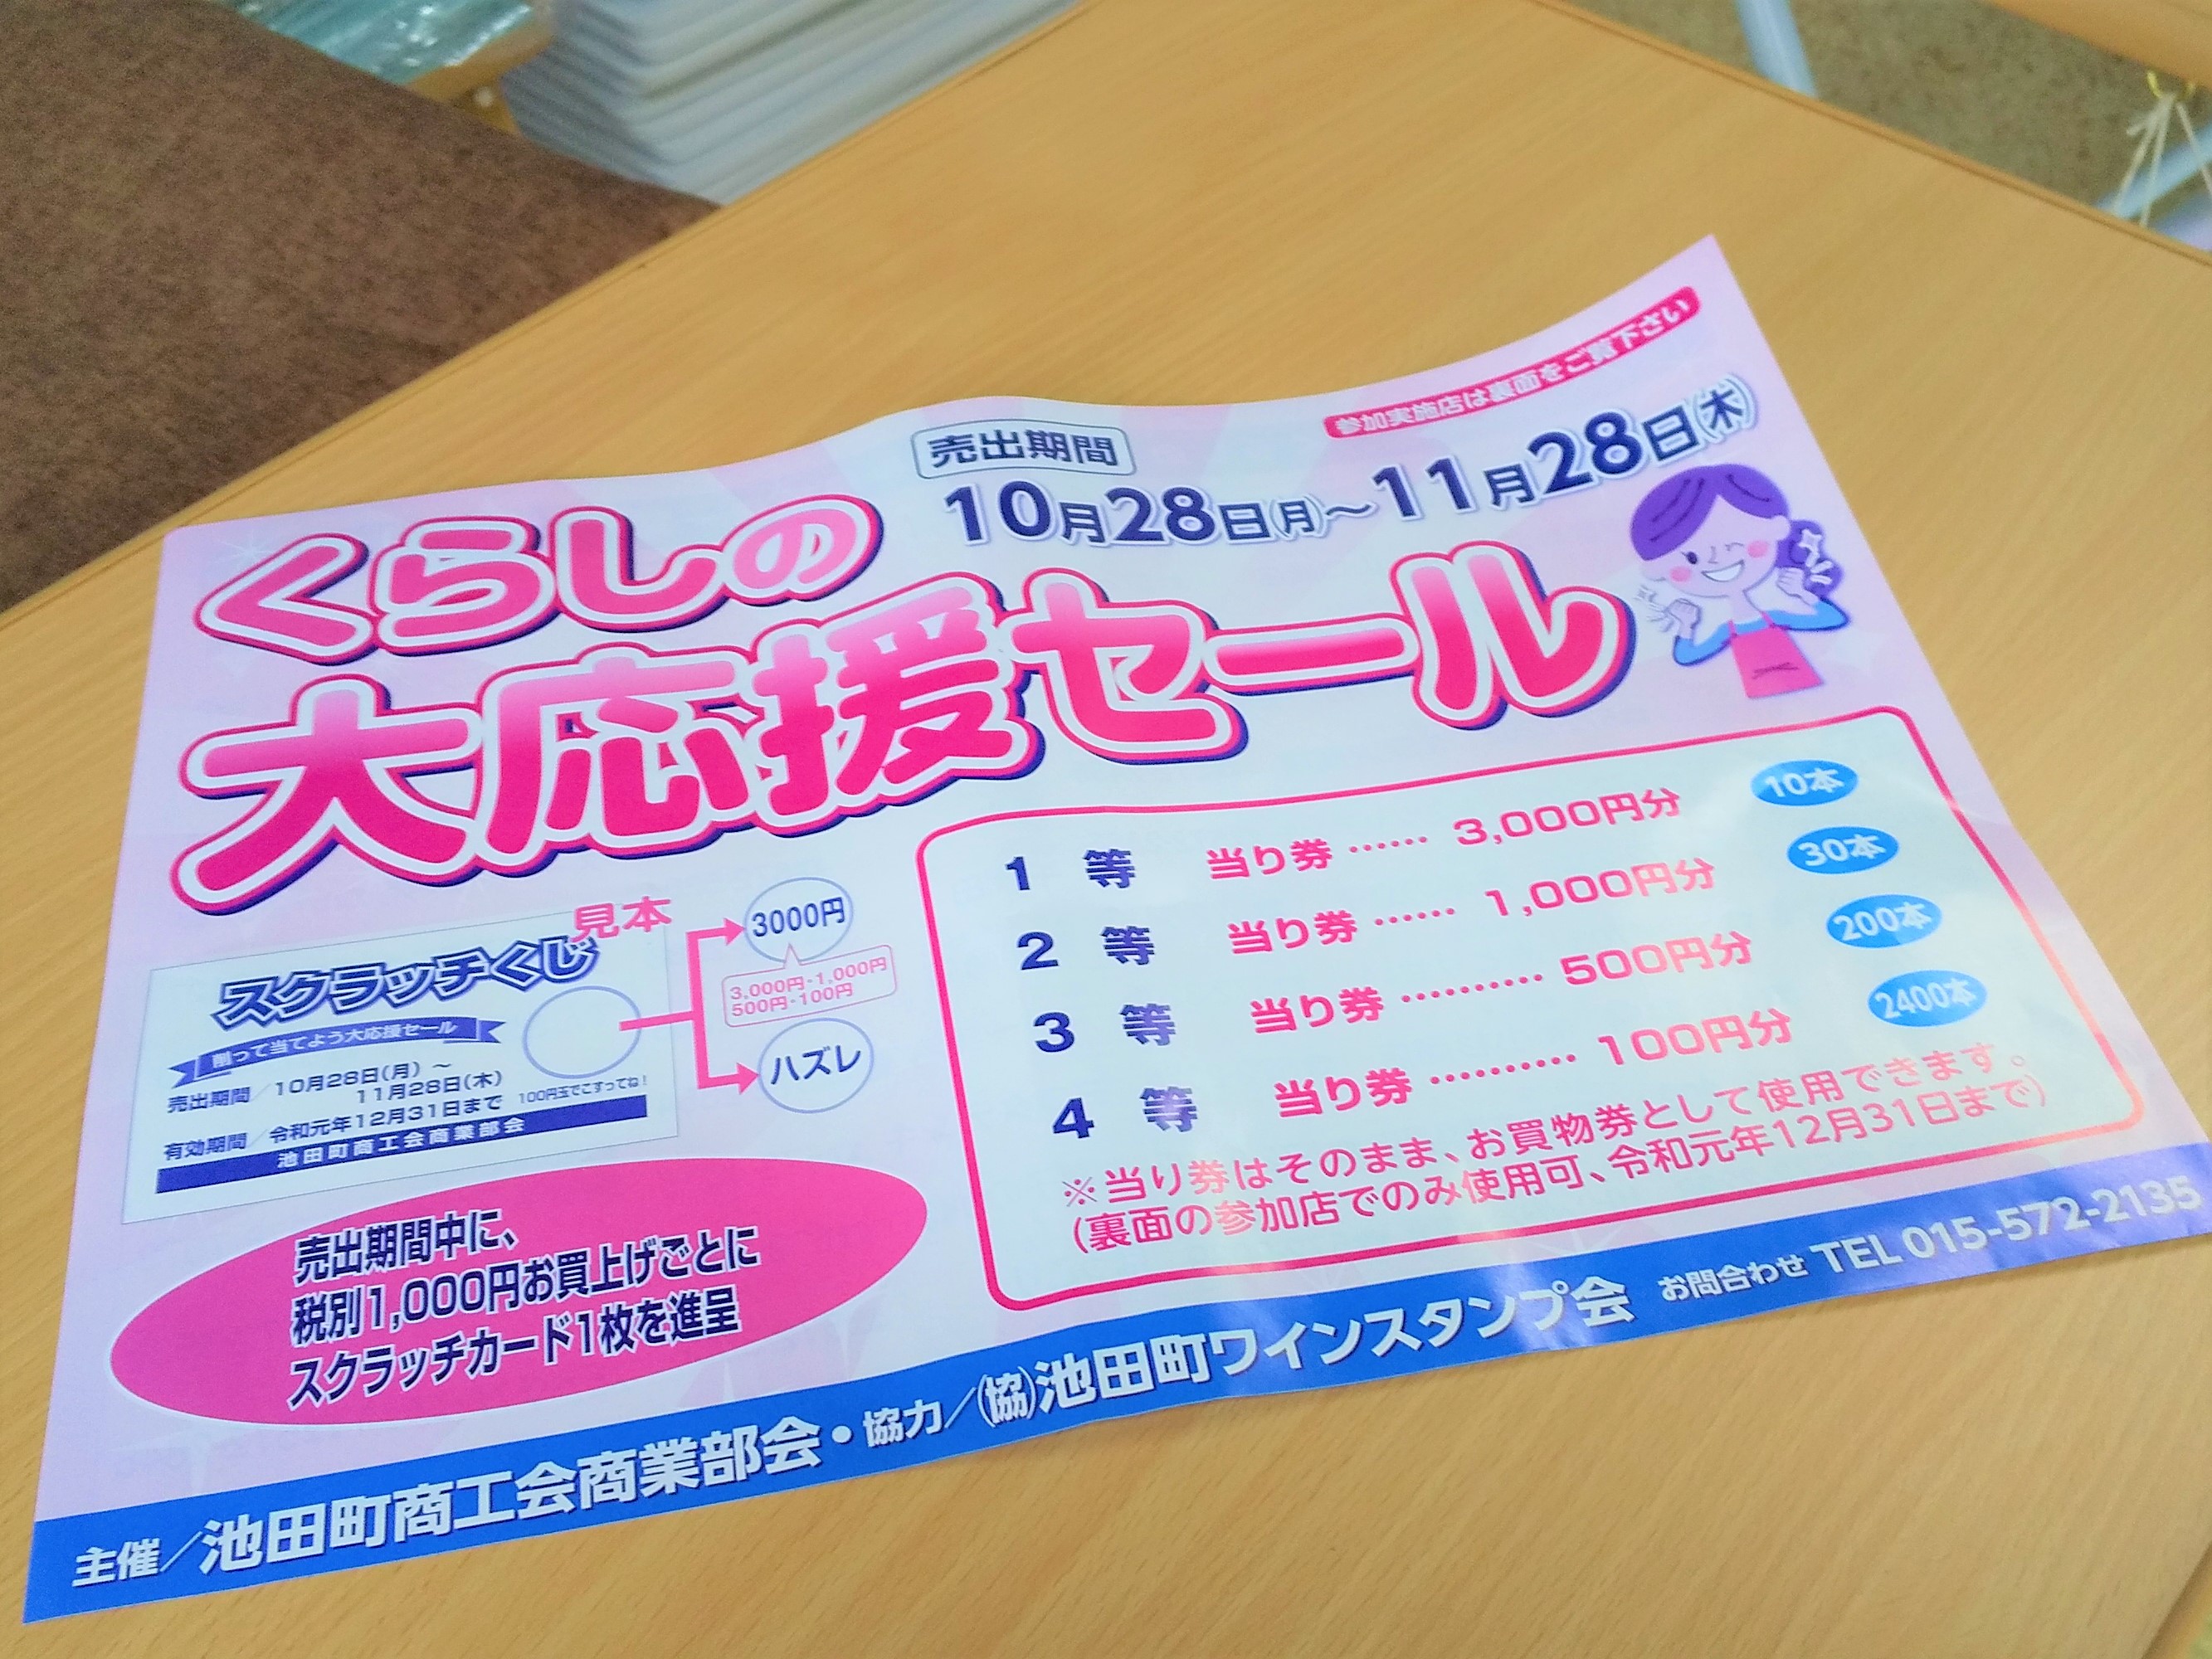 参加実施店は裏面をご覧下さい
売出期間
10月28日(月)～11月28日(木)
くらしの
大応援セール
見本
スクラッチくじ
削って当てよう大応援セール
売出期間／10月28日(月)～
11月28日(木)
有効期間／令和元年12月31日まで
100円玉でこすってね!
池田町商工会商業部会
3000円
3,000円・1,000円
500円・100円
ハズレ
1等 当り券 …… 3,000円分 10本
2等 当り券 …… 1,000円分 30本
3等 当り券 ………… 500円分 200本
4等 当り券 ………… 100円分 2400本
※当り券はそのまま、お買物券として使用できます。
(裏面の参加店でのみ使用可、令和元年12月31日まで)
売出期間中に、
税別1,000円お買上げごとに
スクラッチカード1枚を進呈
主催／池田町商工会商業部会・協力／(協)池田町ワインスタンプ会 お問合わせ TEL 015-572-2135